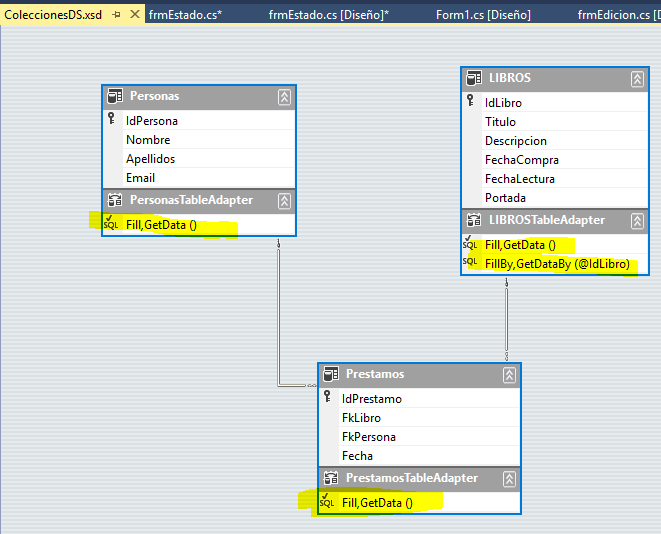 ColeccionesDS.xsd frmEstado.cs* frmEstado.cs [Diseño]* Form1.cs [Diseño] frmEdicion.cs [D
Personas
IdPersona
Nombre
Apellidos
Email
PersonasTableAdapter
SQL Fill,GetData ()
LIBROS
IdLibro
Titulo
Descripcion
FechaCompra
FechaLectura
Portada
LIBROSTableAdapter
SQL Fill,GetData ()
SQL FillBy,GetDataBy (@IdLibro)
Prestamos
IdPrestamo
FkLibro
FkPersona
Fecha
PrestamosTableAdapter
SQL Fill,GetData ()